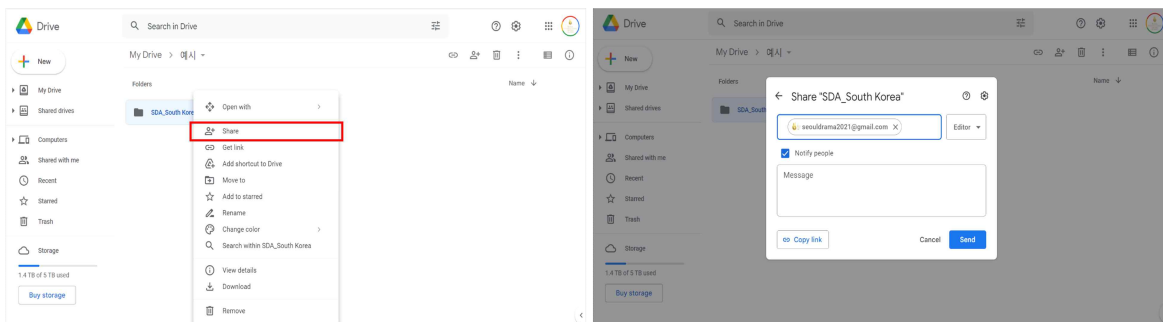 Drive
Search in Drive
New
My Drive > 예시
Folders
Name
My Drive
Shared drives
SDA_South Kore
Computers
Shared with me
Recent
Starred
Trash
Storage
1.4 TB of 5 TB used
Buy storage
Open with
Share
Get link
Add shortcut to Drive
Move to
Add to starred
Rename
Change color
Search within SDA_South Korea
View details
Download
Remove
Drive
Search in Drive
New
My Drive > 예시
Folders
Name
My Drive
Shared drives
SDA_South
Computers
Shared with me
Recent
Starred
Trash
Storage
1.4 TB of 5 TB used
Buy storage
Share "SDA_South Korea"
seouldrama2021@gmail.com
Editor
Notify people
Message
Copy link
Cancel
Send